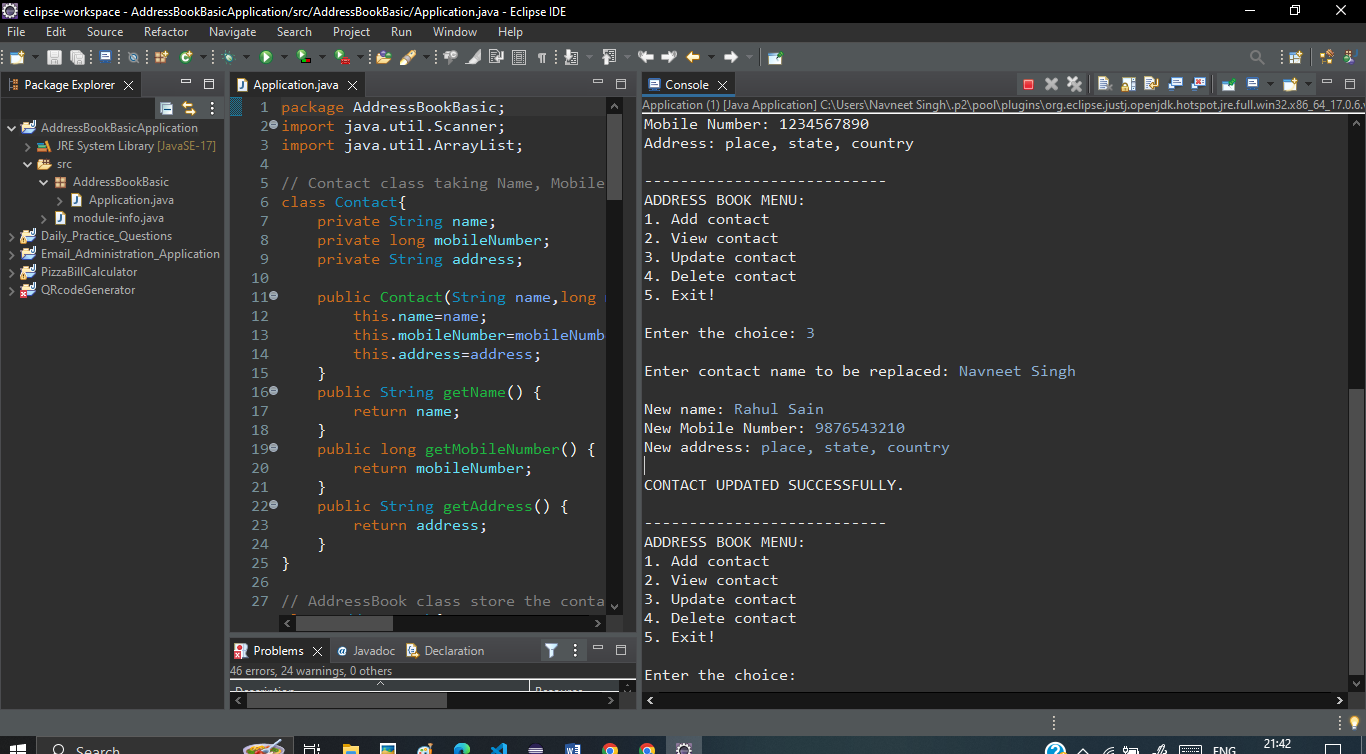 eclipse-workspace - AddressBookBasicApplication/src/AddressBookBasic/Application.java - Eclipse IDE
File Edit Source Refactor Navigate Search Project Run Window Help
Package Explorer
AddressBookBasicApplication
JRE System Library [JavaSE-17]
src
AddressBookBasic
Application.java
module-info.java
Daily_Practice_Questions
Email_Administration_Application
PizzaBillCalculator
QRcodeGenerator
Application.java
1 package AddressBookBasic;
2 import java.util.Scanner;
3 import java.util.ArrayList;
4
5 // Contact class taking Name, Mobile
6 class Contact{
7 private String name;
8 private long mobileNumber;
9 private String address;
10
11 public Contact(String name,long
12 this.name=name;
13 this.mobileNumber=mobileNumb
14 this.address=address;
15 }
16 public String getName() {
17 return name;
18 }
19 public long getMobileNumber() {
20 return mobileNumber;
21 }
22 public String getAddress() {
23 return address;
24 }
25 }
26
27 // AddressBook class store the conta
Problems Javadoc Declaration
46 errors, 24 warnings, 0 others
Console
Application (1) [Java Application] C:\Users\Navneet Singh\.p2\pool\plugins\org.eclipse.justj.openjdk.hotspot.jre.full.win32.x86_64_17.0.6.v
Mobile Number: 1234567890
Address: place, state, country
---------------------------
ADDRESS BOOK MENU:
1. Add contact
2. View contact
3. Update contact
4. Delete contact
5. Exit!
Enter the choice: 3
Enter contact name to be replaced: Navneet Singh
New name: Rahul Sain
New Mobile Number: 9876543210
New address: place, state, country
CONTACT UPDATED SUCCESSFULLY.
---------------------------
ADDRESS BOOK MENU:
1. Add contact
2. View contact
3. Update contact
4. Delete contact
5. Exit!
Enter the choice:
Search
ENG
21:42